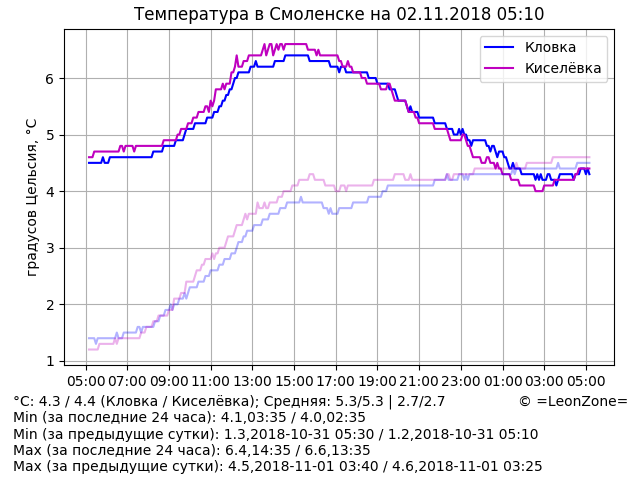 Температура в Смоленске на 02.11.2018 05:10
Кловка
Киселёвка
градусов Цельсия, °C
6
5
4
3
2
1
05:00 07:00 09:00 11:00 13:00 15:00 17:00 19:00 21:00 23:00 01:00 03:00 05:00
°C: 4.3 / 4.4 (Кловка / Киселёвка); Средняя: 5.3/5.3 | 2.7/2.7 © =LeonZone=
Min (за последние 24 часа): 4.1,03:35 / 4.0,02:35
Min (за предыдущие сутки): 1.3,2018-10-31 05:30 / 1.2,2018-10-31 05:10
Max (за последние 24 часа): 6.4,14:35 / 6.6,13:35
Max (за предыдущие сутки): 4.5,2018-11-01 03:40 / 4.6,2018-11-01 03:25